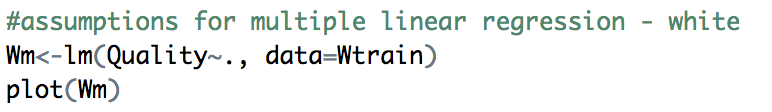 #assumptions for multiple linear regression - white
Wm<-lm(Quality~., data=Wtrain)
plot(Wm)